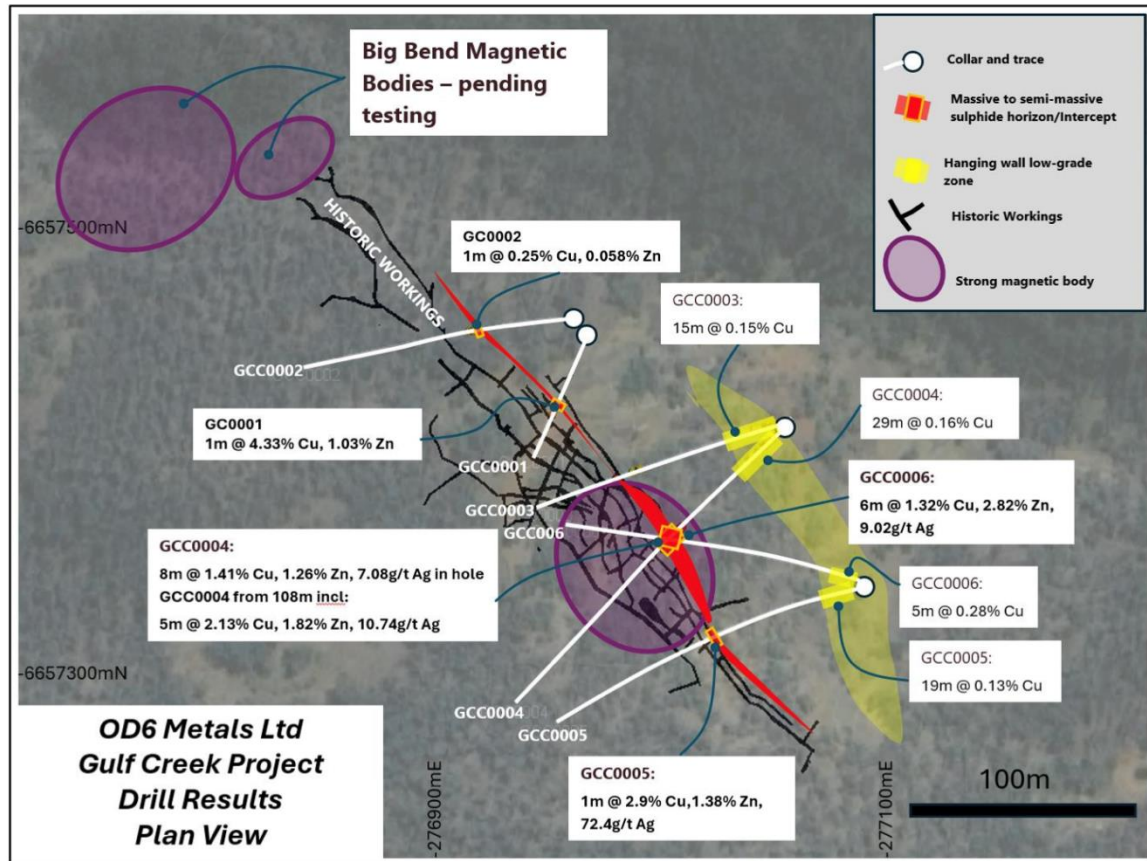 Big Bend Magnetic
Bodies – pending
testing
Collar and trace
Massive to semi-massive
sulphide horizon/Intercept
Hanging wall low-grade
zone
Historic Workings
Strong magnetic body
-6657500mN
HISTORIC WORKINGS
GC0002
1m @ 0.25% Cu, 0.058% Zn
GCC0003:
15m @ 0.15% Cu
GCC0002
GCC0004:
29m @ 0.16% Cu
GC0001
1m @ 4.33% Cu, 1.03% Zn
GCC0001
GCC0003
GCC006
GCC0006:
6m @ 1.32% Cu, 2.82% Zn,
9.02g/t Ag
GCC0004:
8m @ 1.41% Cu, 1.26% Zn, 7.08g/t Ag in hole
GCC0004 from 108m incl:
5m @ 2.13% Cu, 1.82% Zn, 10.74g/t Ag
GCC0006:
5m @ 0.28% Cu
GCC0005:
19m @ 0.13% Cu
-6657300mN
GCC0004
GCC0005
OD6 Metals Ltd
Gulf Creek Project
Drill Results
Plan View
-276900mE
GCC0005:
1m @ 2.9% Cu,1.38% Zn,
72.4g/t Ag
-277100mE
100m